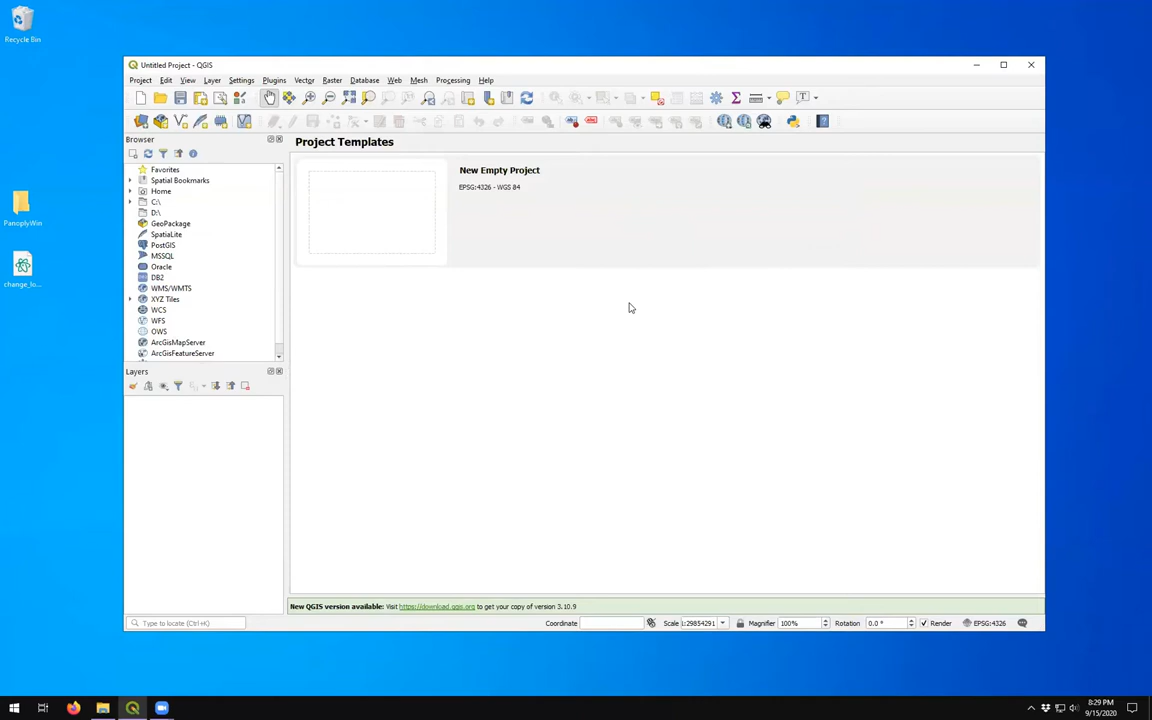 Recycle Bin
PanoplyWin
change_lo...
Untitled Project - QGIS
Project Edit View Layer Settings Plugins Vector Raster Database Web Mesh Processing Help
Browser
Favorites
Spatial Bookmarks
Home
C:\
D:\
GeoPackage
SpatiaLite
PostGIS
MSSQL
Oracle
DB2
WMS/WMTS
XYZ Tiles
WCS
WFS
OWS
ArcGisMapServer
ArcGisFeatureServer
Layers
Project Templates
New Empty Project
EPSG:4326 - WGS 84
New QGIS version available: Visit https://download.qgis.org to get your copy of version 3.10.9
Type to locate (Ctrl+K)
Coordinate Scale 1:29854291 Magnifier 100% Rotation 0.0 ° Render EPSG:4326
8:29 PM
9/15/2020